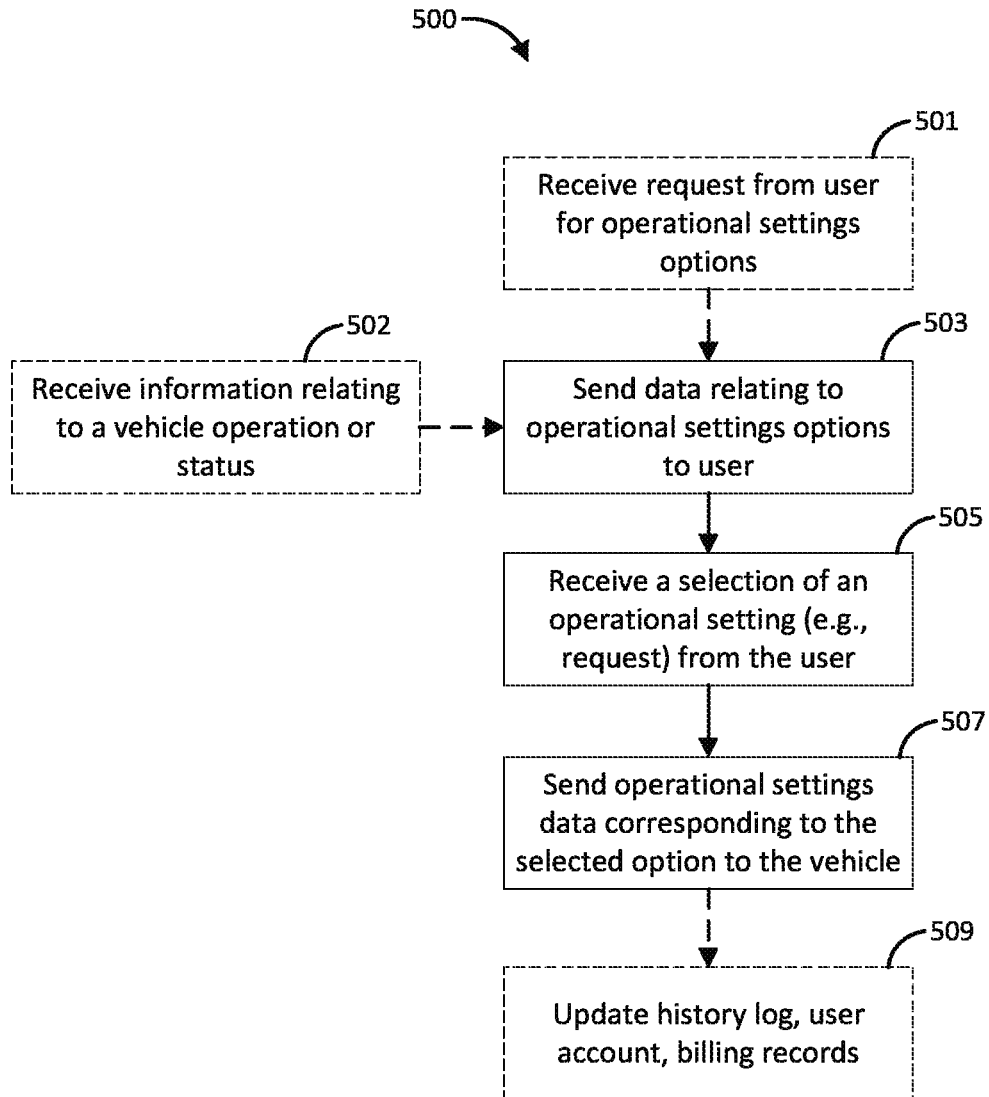 500
501
Receive request from user
for operational settings
options
502
Receive information relating
to a vehicle operation or
status
503
Send data relating to
operational settings options
to user
505
Receive a selection of an
operational setting (e.g.,
request) from the user
507
Send operational settings
data corresponding to the
selected option to the vehicle
509
Update history log, user
account, billing records